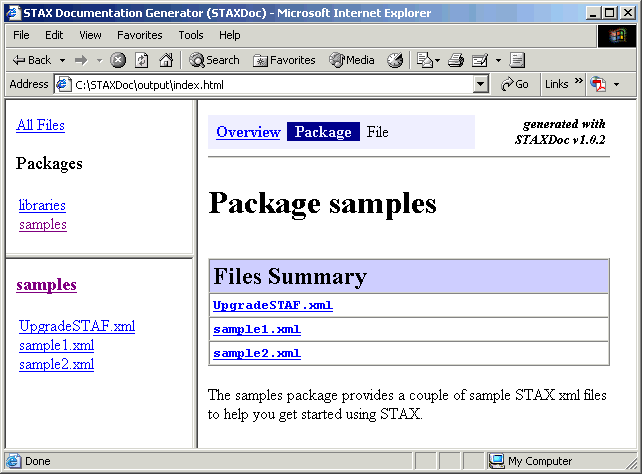 STAX Documentation Generator (STAXDoc) - Microsoft Internet Explorer
File Edit View Favorites Tools Help
Back Search Favorites Media
Address C:\STAXDoc\output\index.html Go Links »
All Files
Packages
libraries
samples
samples
UpgradeSTAF.xml
sample1.xml
sample2.xml
Overview Package File
generated with
STAXDoc v1.0.2
Package samples
Files Summary
UpgradeSTAF.xml
sample1.xml
sample2.xml
The samples package provides a couple of sample STAX xml files
to help you get started using STAX.
Done My Computer